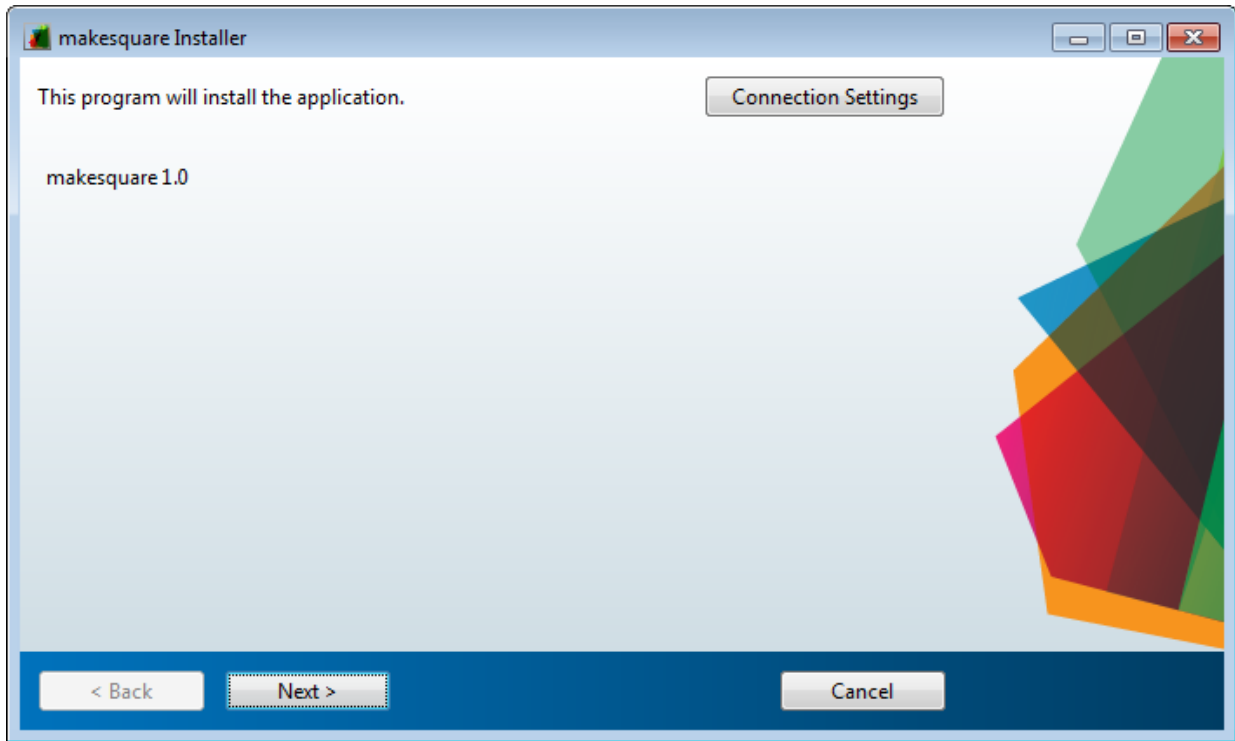 makesquare Installer
This program will install the application.
Connection Settings
makesquare 1.0
< Back
Next >
Cancel